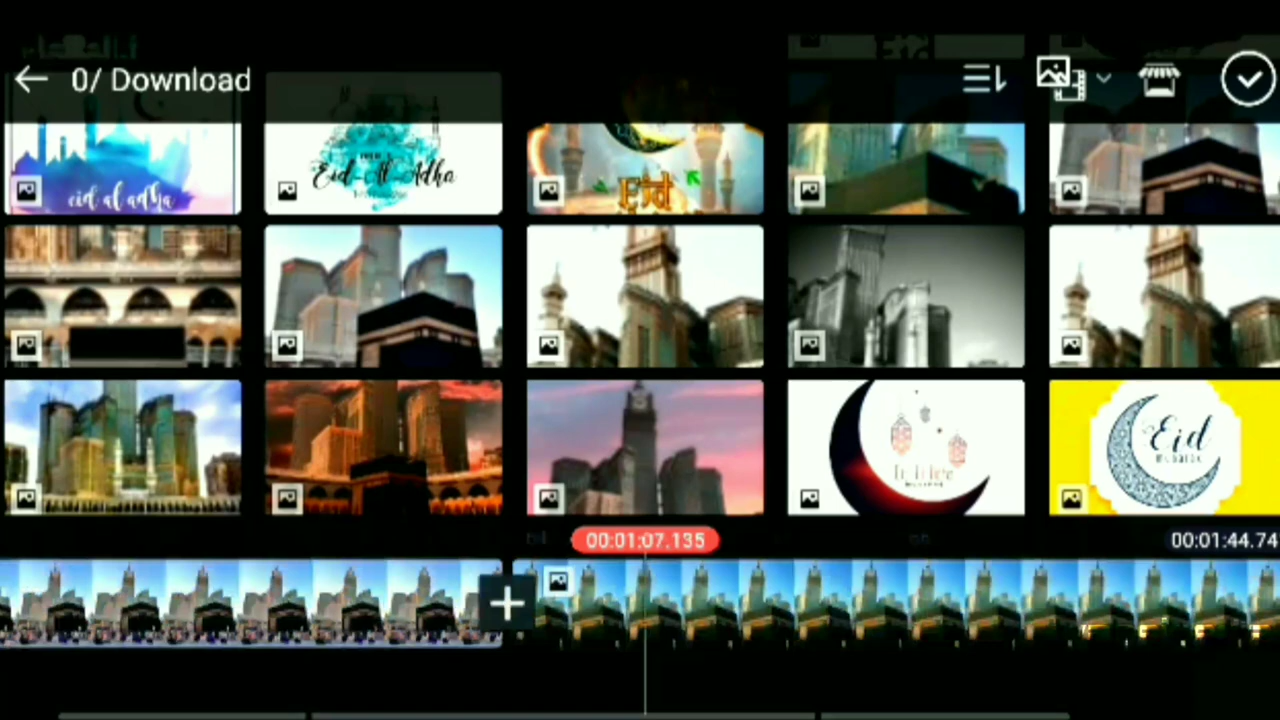 0/ Download
eid al adha
Eid-Al-Adha
Eid
Eid
00:01:07.135
00:01:44.74